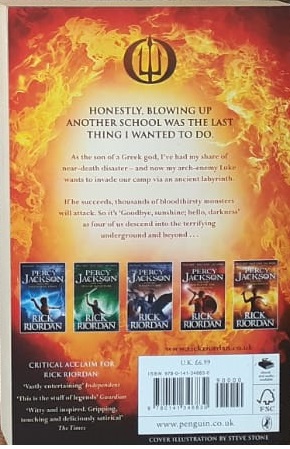 HONESTLY, BLOWING UP
ANOTHER SCHOOL WAS THE LAST
THING I WANTED TO DO.
As the son of a Greek god, I've had my share of
near-death disaster – and now my arch-enemy Luke
wants to invade our camp via an ancient labyrinth.
If he succeeds, thousands of bloodthirsty monsters
will attack. So it's 'Goodbye, sunshine; hello, darkness'
as four of us descend into the terrifying
underground and beyond . . .
PERCY JACKSON
RICK RIORDAN
PERCY JACKSON
RICK RIORDAN
PERCY JACKSON
RICK RIORDAN
PERCY JACKSON
RICK RIORDAN
PERCY JACKSON
RICK RIORDAN
www.rickriordan.co.uk
CRITICAL ACCLAIM FOR
RICK RIORDAN
'Vastly entertaining' Independent
'This is the stuff of legends' Guardian
'Witty and inspired. Gripping,
touching and deliciously satirical'
The Times
U.K. £6.99
90000
www.penguin.co.uk
FSC
COVER ILLUSTRATION BY STEVE STONE